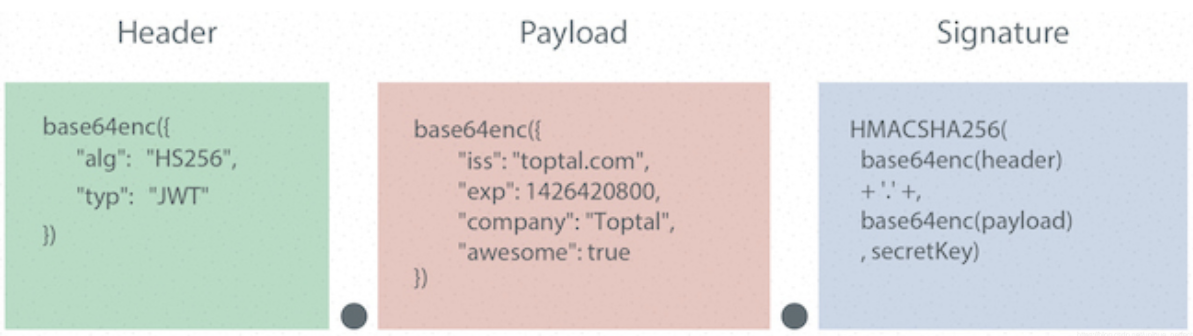 Header
base64enc({
"alg": "HS256",
"typ": "JWT"
})
Payload
base64enc({
"iss": "toptal.com",
"exp": 1426420800,
"company": "Toptal",
"awesome": true
})
Signature
HMACSHA256(
base64enc(header)
+ '.' +,
base64enc(payload)
, secretKey)